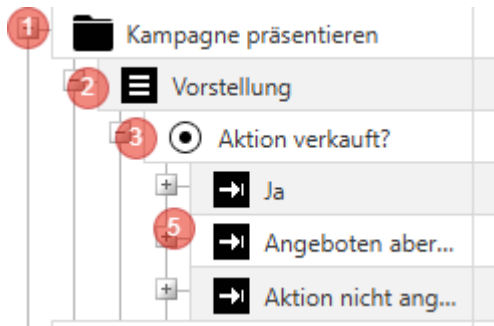 1 Kampagne präsentieren
2 Vorstellung
3 Aktion verkauft?
Ja
5 Angeboten aber...
Aktion nicht ang...